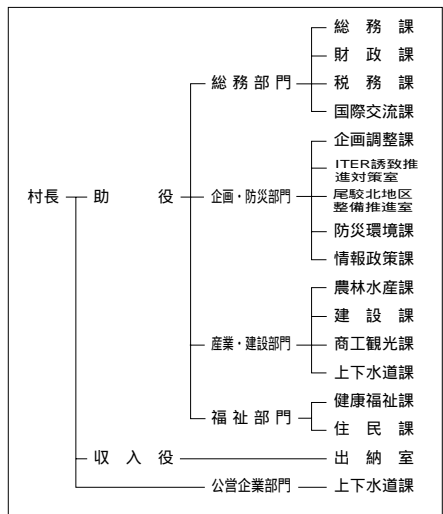 総務課
財政課
総務部門
税務課
国際交流課
企画調整課
ITER誘致推
進対策室
村長
助役
企画・防災部門
尾駮北地区
整備推進室
防災環境課
情報政策課
農林水産課
建設課
産業・建設部門
商工観光課
上下水道課
健康福祉課
福祉部門
住民課
収入役
出納室
公営企業部門
上下水道課